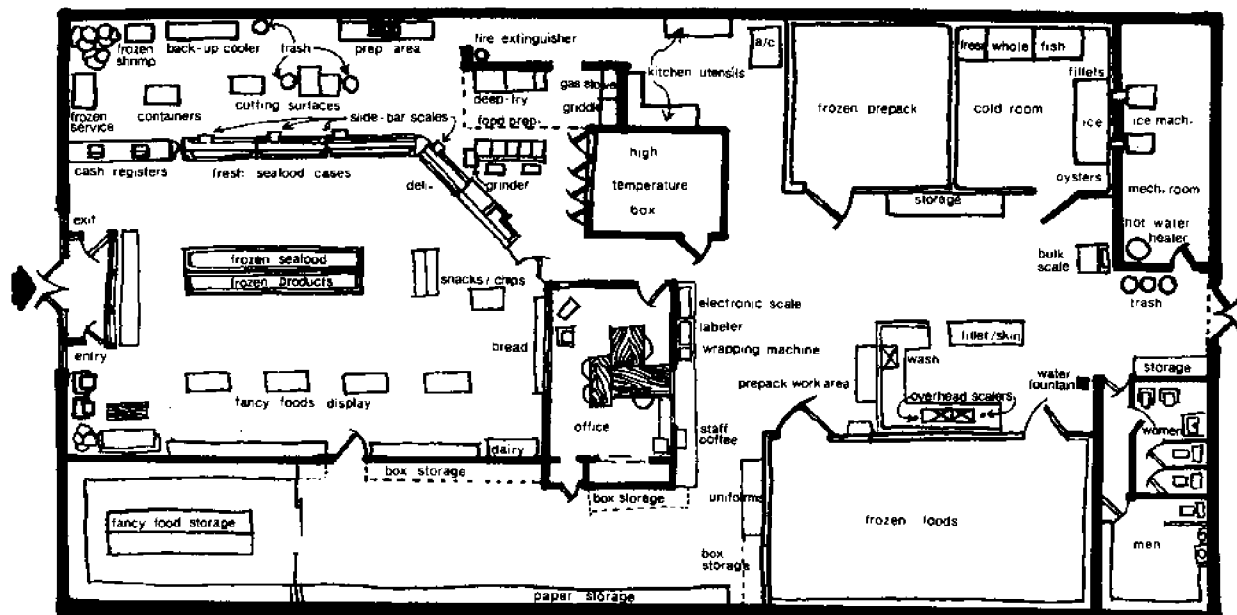 frozen shrimp
back-up cooler
trash
prep area
fire extinguisher
kitchen utensils
a/c
fresh whole fish
fillets
frozen prepack
cold room
ice
ice mach.
oysters
mech. room
frozen service
containers
cutting surfaces
deep-fry
gas stove
griddle
food prep.
slide-bar scales
cash registers
fresh seafood cases
deli
grinder
high temperature box
storage
hot water heater
bulk scale
trash
exit
frozen seafood
frozen products
snacks / chips
electronic scale
labeler
wrapping machine
bread
entry
fancy foods display
office
prepack work area
wash
fillet/skin
water fountain
storage
overhead scalers
women
staff coffee
dairy
box storage
box storage
uniforms
fancy food storage
frozen foods
men
box storage
paper storage